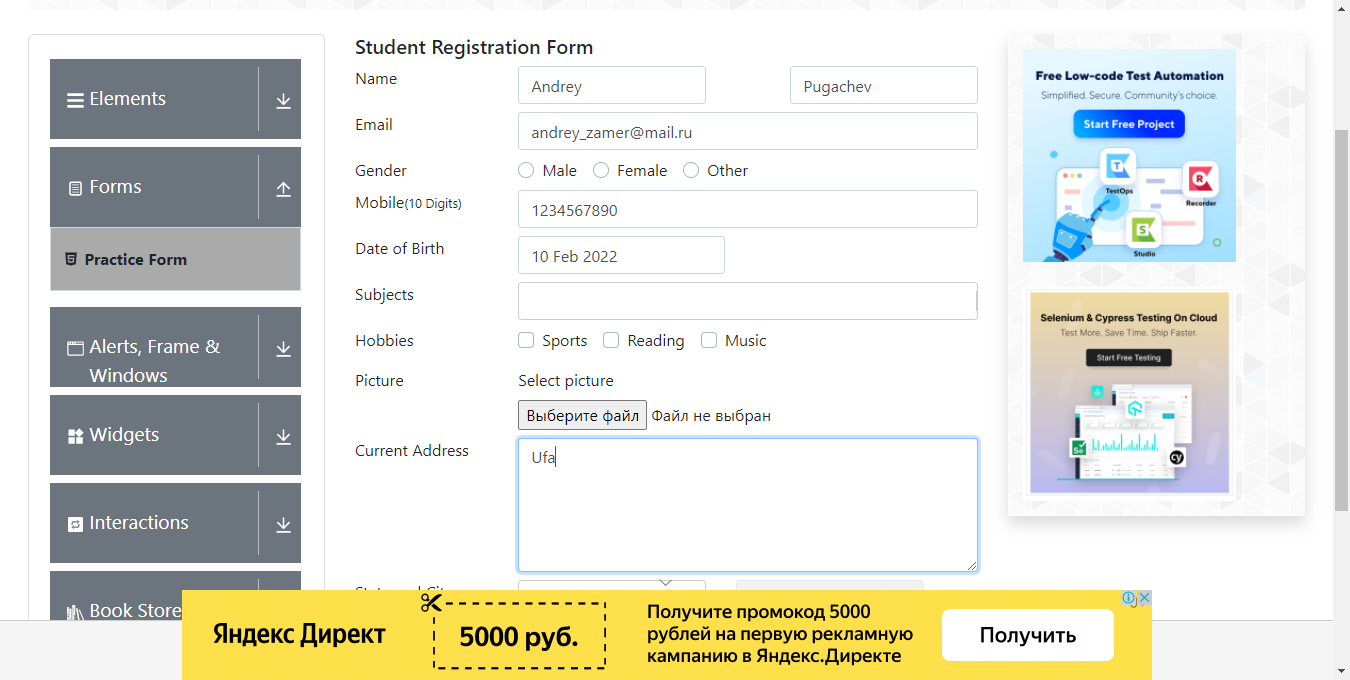 Elements
Forms
Practice Form
Alerts, Frame &
Windows
Widgets
Interactions
Book Store
Student Registration Form
Name
Andrey
Pugachev
Email
andrey_zamer@mail.ru
Gender
Male
Female
Other
Mobile(10 Digits)
1234567890
Date of Birth
10 Feb 2022
Subjects
Hobbies
Sports
Reading
Music
Picture
Select picture
Выберите файл Файл не выбран
Current Address
Ufa
Free Low-code Test Automation
Simplified. Secure. Community's choice.
Start Free Project
TestOps
Recorder
Studio
Selenium & Cypress Testing On Cloud
Test More. Save Time. Ship Faster.
Start Free Testing
Яндекс Директ
5000 руб.
Получите промокод 5000
рублей на первую рекламную
кампанию в Яндекс.Директе
Получить